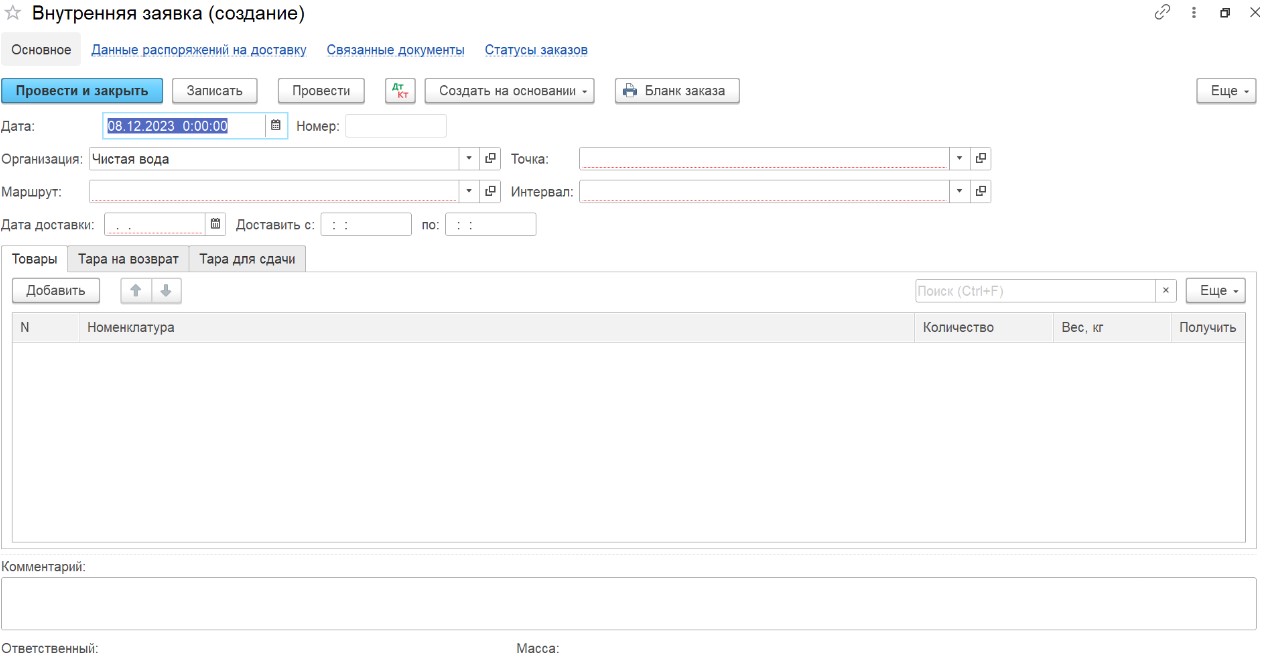 Внутренняя заявка (создание)
Основное Данные распоряжений на доставку Связанные документы Статусы заказов
Провести и закрыть Записать Провести Дт Кт Создать на основании Бланк заказа Еще
Дата: 08.12.2023 0:00:00 Номер:
Организация: Чистая вода Точка:
Маршрут: Интервал:
Дата доставки: . . Доставить с: : : по: : :
Товары Тара на возврат Тара для сдачи
Добавить Поиск (Ctrl+F) × Еще
N Номенклатура Количество Вес, кг Получить
Комментарий:
Ответственный: Масса: